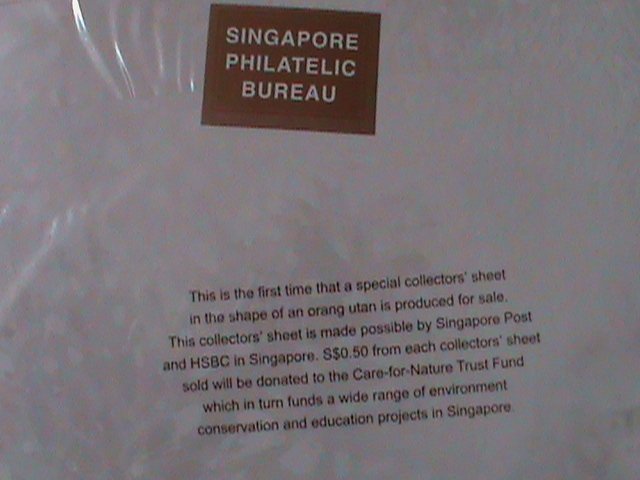 SINGAPORE
PHILATELIC
BUREAU
This is the first time that a special collectors' sheet
in the shape of an orang utan is produced for sale.
This collectors' sheet is made possible by Singapore Post
and HSBC in Singapore. S$0.50 from each collectors' sheet
sold will be donated to the Care-for-Nature Trust Fund
which in turn funds a wide range of environment
conservation and education projects in Singapore.